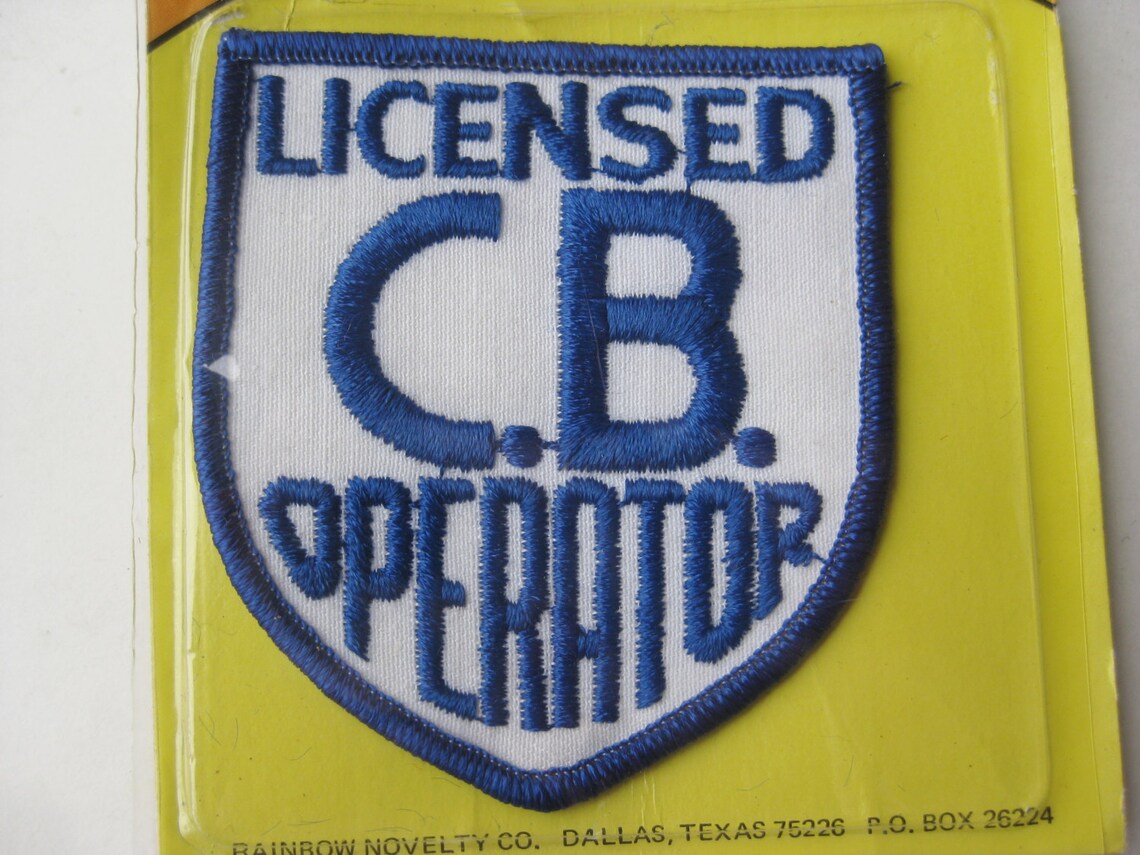 LICENSED
C.B.
OPERATOR
RAINBOW NOVELTY CO. DALLAS, TEXAS 75226 P.O. BOX 26224